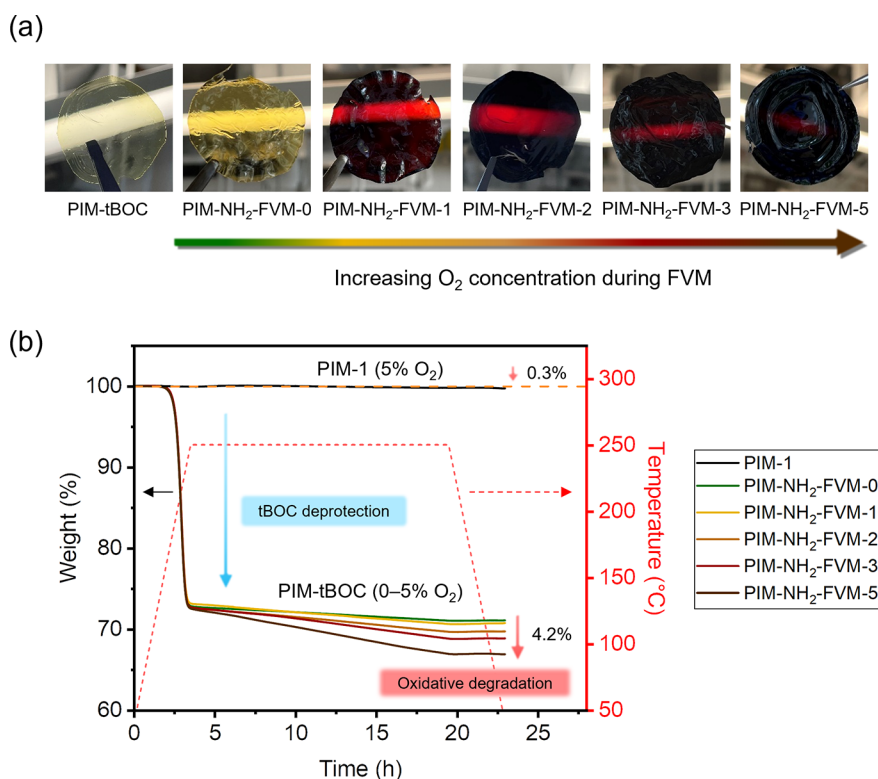 (a)
PIM-tBOC
PIM-NH₂-FVM-0
PIM-NH₂-FVM-1
PIM-NH₂-FVM-2
PIM-NH₂-FVM-3
PIM-NH₂-FVM-5
Increasing O₂ concentration during FVM
(b)
PIM-1 (5% O₂)
0.3%
tBOC deprotection
PIM-tBOC (0–5% O₂)
4.2%
Oxidative degradation
Weight (%)
100
90
80
70
60
0
5
10
15
20
25
Time (h)
300
250
200
150
100
50
Temperature (°C)
PIM-1
PIM-NH₂-FVM-0
PIM-NH₂-FVM-1
PIM-NH₂-FVM-2
PIM-NH₂-FVM-3
PIM-NH₂-FVM-5